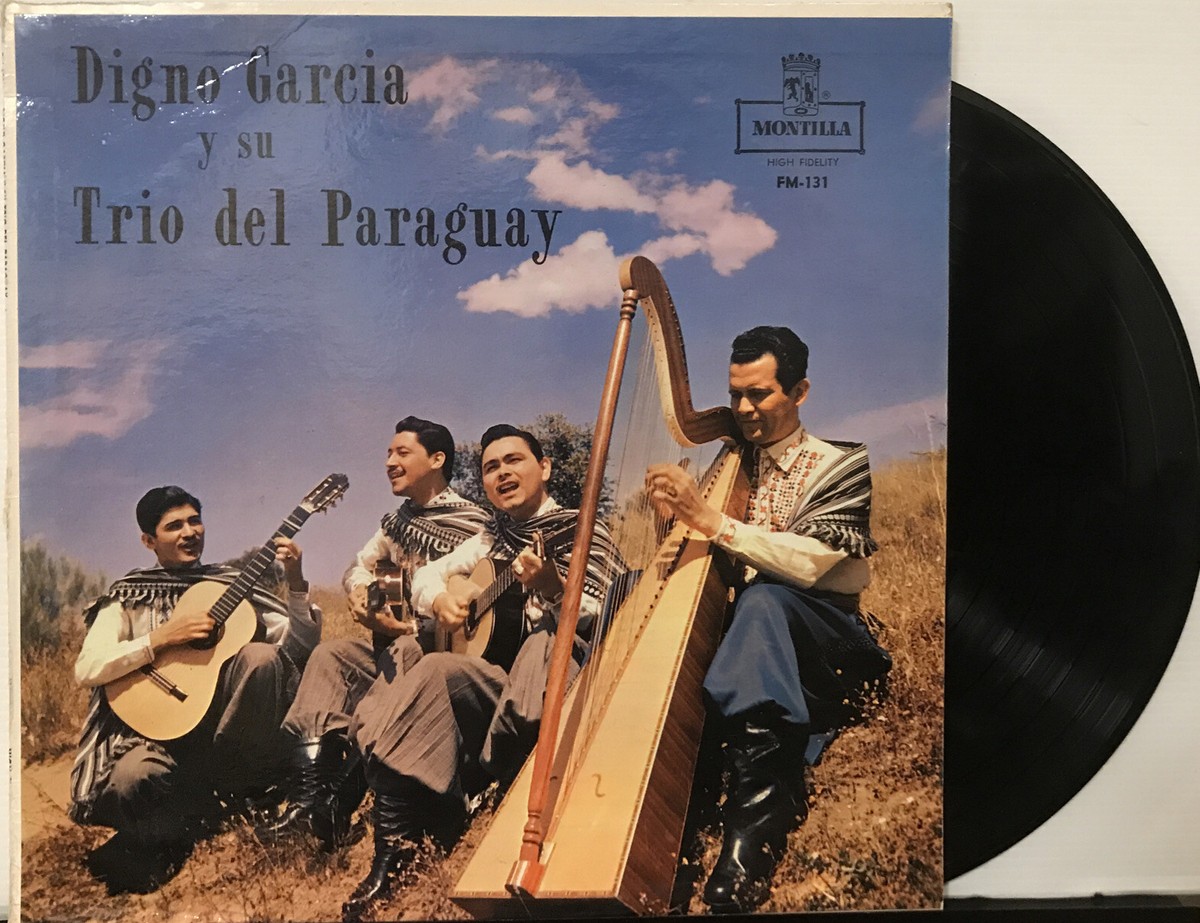 Digno Garcia
y su
Trio del Paraguay
®
MONTILLA
HIGH FIDELITY
FM-131